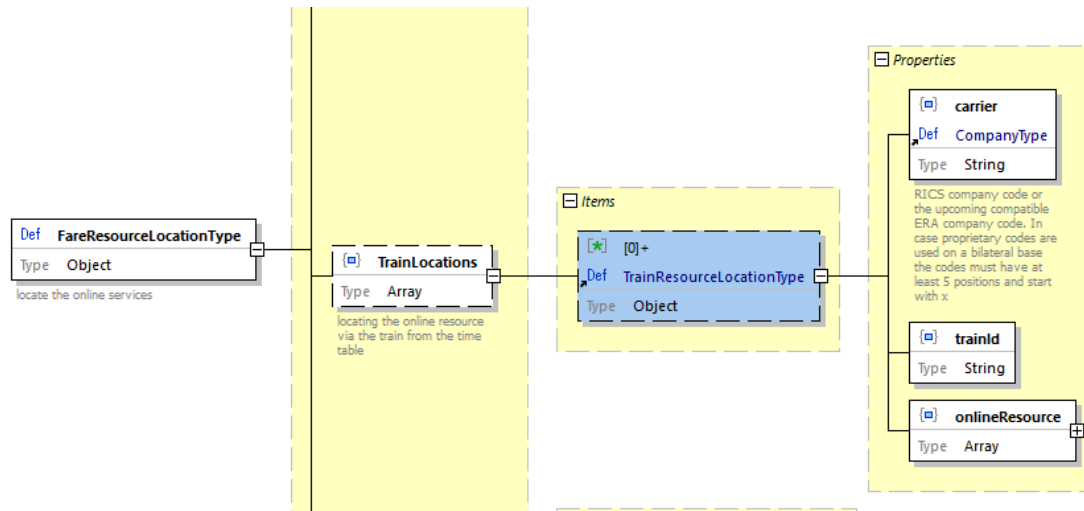 Def FareResourceLocationType
Type Object
locate the online services
TrainLocations
Type Array
locating the online resource
via the train from the time
table
Items
[0]+
Def TrainResourceLocationType
Type Object
Properties
carrier
Def CompanyType
Type String
RICS company code or
the upcoming compatible
ERA company code. In
case proprietary codes are
used on a bilateral base
the codes must have at
least 5 positions and start
with x
trainId
Type String
onlineResource
Type Array